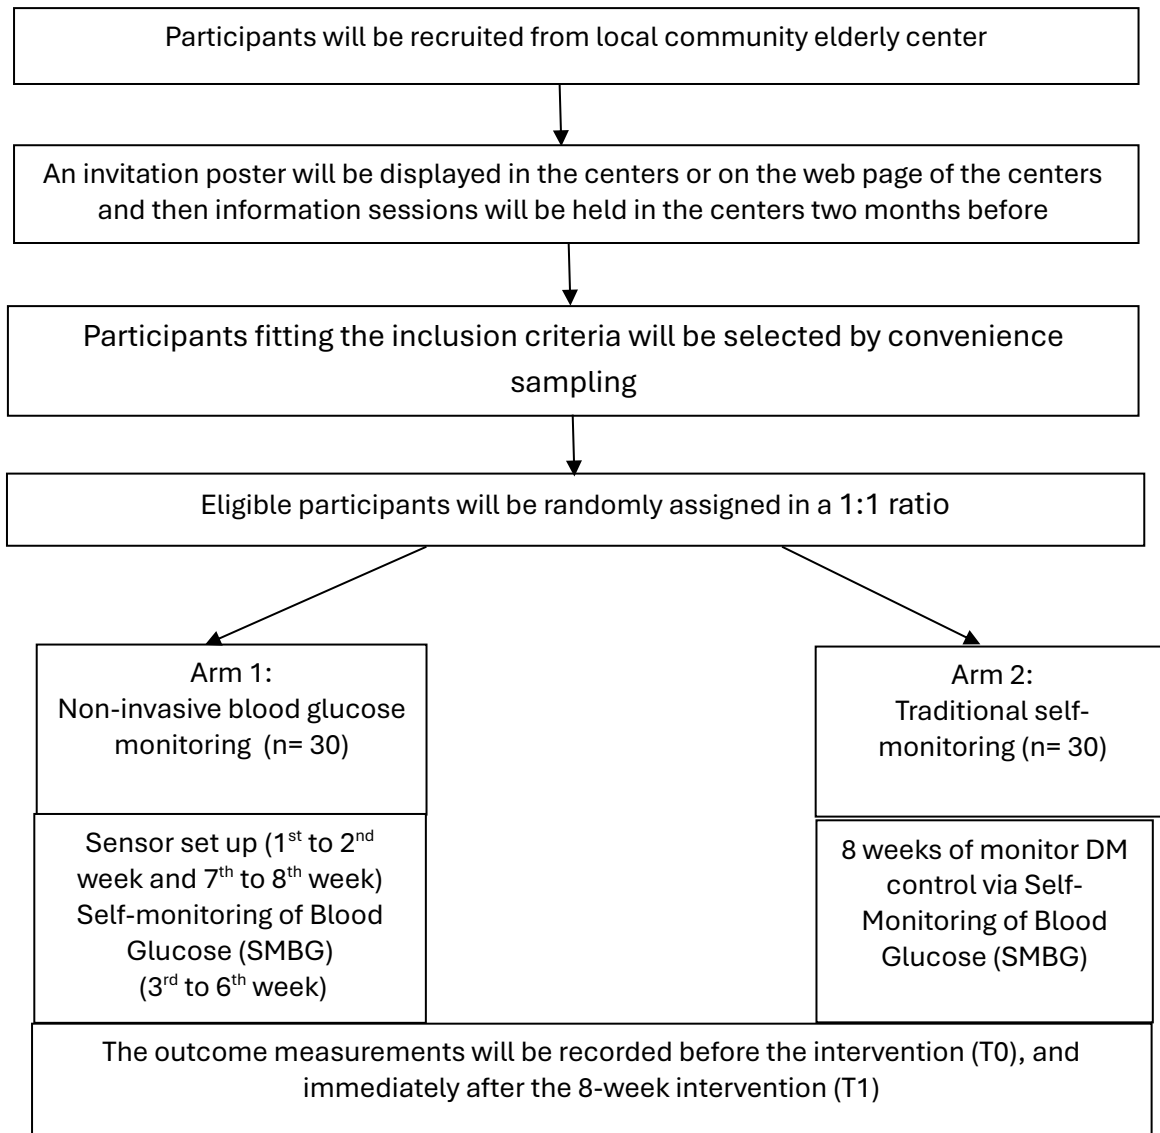 Participants will be recruited from local community elderly center
An invitation poster will be displayed in the centers or on the web page of the centers
and then information sessions will be held in the centers two months before
Participants fitting the inclusion criteria will be selected by convenience
sampling
Eligible participants will be randomly assigned in a 1:1 ratio
Arm 1:
Non-invasive blood glucose
monitoring (n= 30)
Sensor set up (1st to 2nd
week and 7th to 8th week)
Self-monitoring of Blood
Glucose (SMBG)
(3rd to 6th week)
Arm 2:
Traditional self-
monitoring (n= 30)
8 weeks of monitor DM
control via Self-
Monitoring of Blood
Glucose (SMBG)
The outcome measurements will be recorded before the intervention (T0), and
immediately after the 8-week intervention (T1)